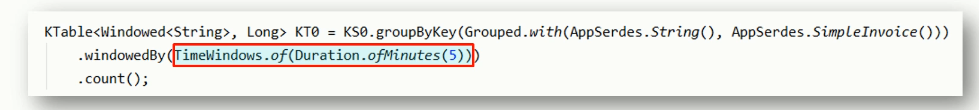 KTable<Windowed<String>, Long> KT0 = KS0.groupByKey(Grouped.with(AppSerdes.String(), AppSerdes.SimpleInvoice()))
.windowedBy(TimeWindows.of(Duration.ofMinutes(5)))
.count();